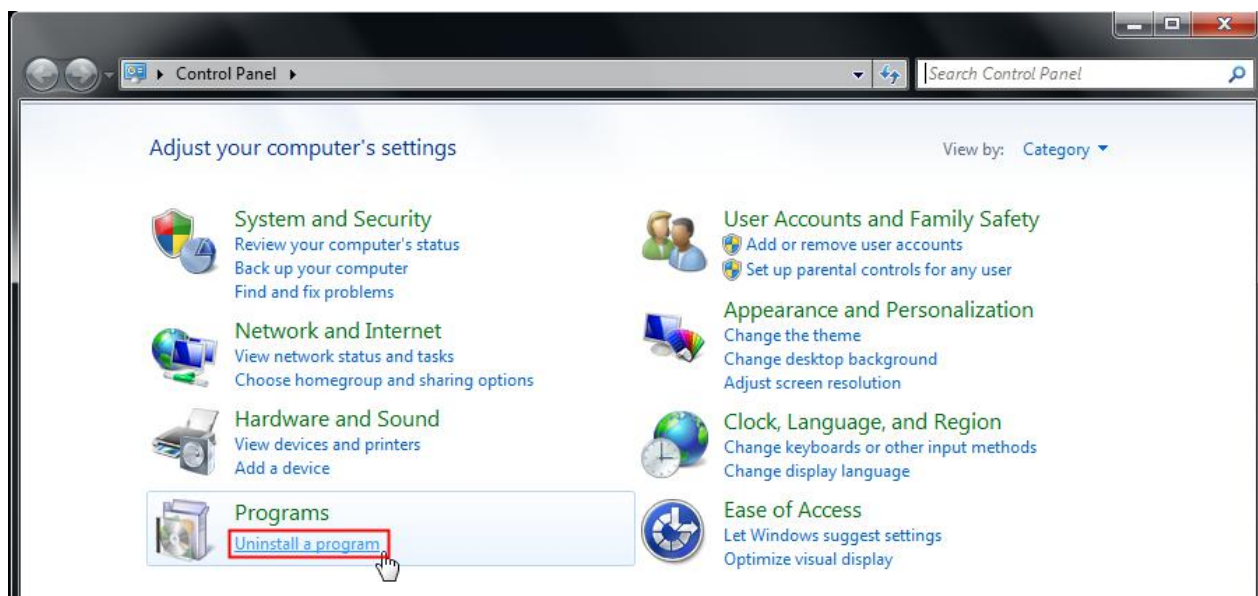 Control Panel
Search Control Panel
Adjust your computer's settings
View by: Category
System and Security
Review your computer's status
Back up your computer
Find and fix problems
Network and Internet
View network status and tasks
Choose homegroup and sharing options
Hardware and Sound
View devices and printers
Add a device
Programs
Uninstall a program
User Accounts and Family Safety
Add or remove user accounts
Set up parental controls for any user
Appearance and Personalization
Change the theme
Change desktop background
Adjust screen resolution
Clock, Language, and Region
Change keyboards or other input methods
Change display language
Ease of Access
Let Windows suggest settings
Optimize visual display